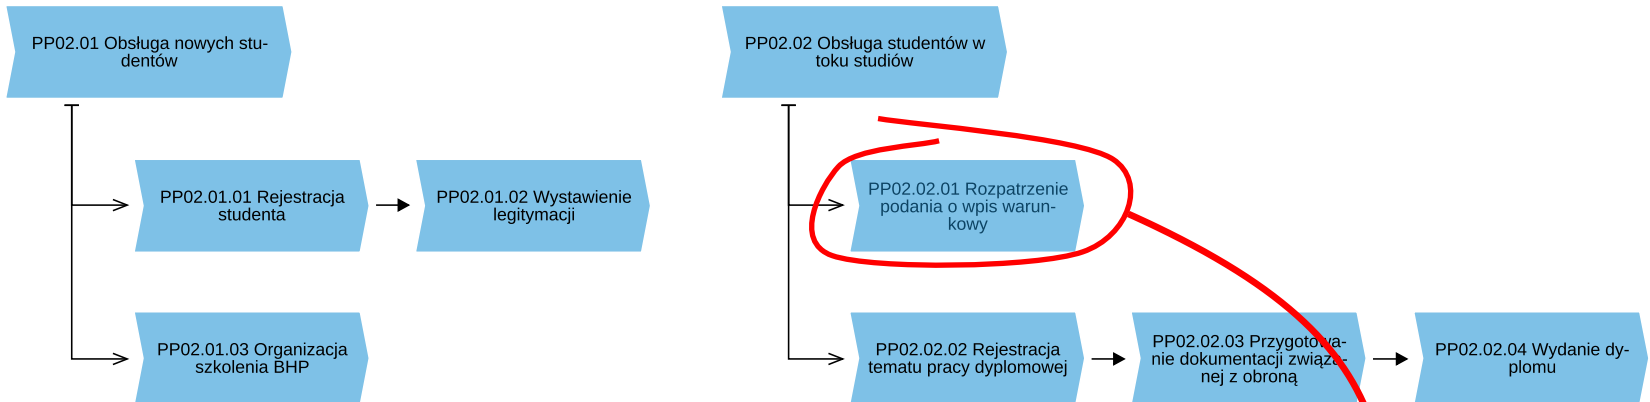 PP02.01 Obsługa nowych stu-
dentów
PP02.02 Obsługa studentów w
toku studiów
PP02.01.01 Rejestracja
studenta
PP02.01.02 Wystawienie
legitymacji
PP02.02.01 Rozpatrzenie
podania o wpis warun-
kowy
PP02.01.03 Organizacja
szkolenia BHP
PP02.02.02 Rejestracja
tematu pracy dyplomowej
PP02.02.03 Przygotowa-
nie dokumentacji związa-
nej z obroną
PP02.02.04 Wydanie dy-
plomu